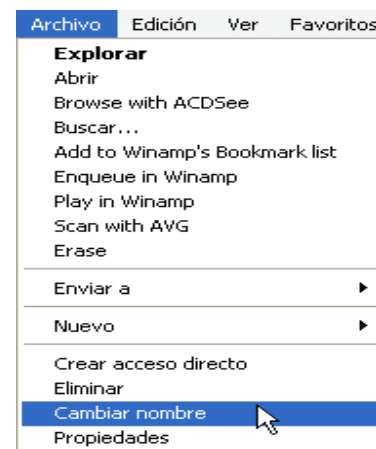 Archivo Edición Ver Favoritos
Explorar
Abrir
Browse with ACDSee
Buscar...
Add to Winamp's Bookmark list
Enqueue in Winamp
Play in Winamp
Scan with AVG
Erase
Enviar a
Nuevo
Crear acceso directo
Eliminar
Cambiar nombre
Propiedades